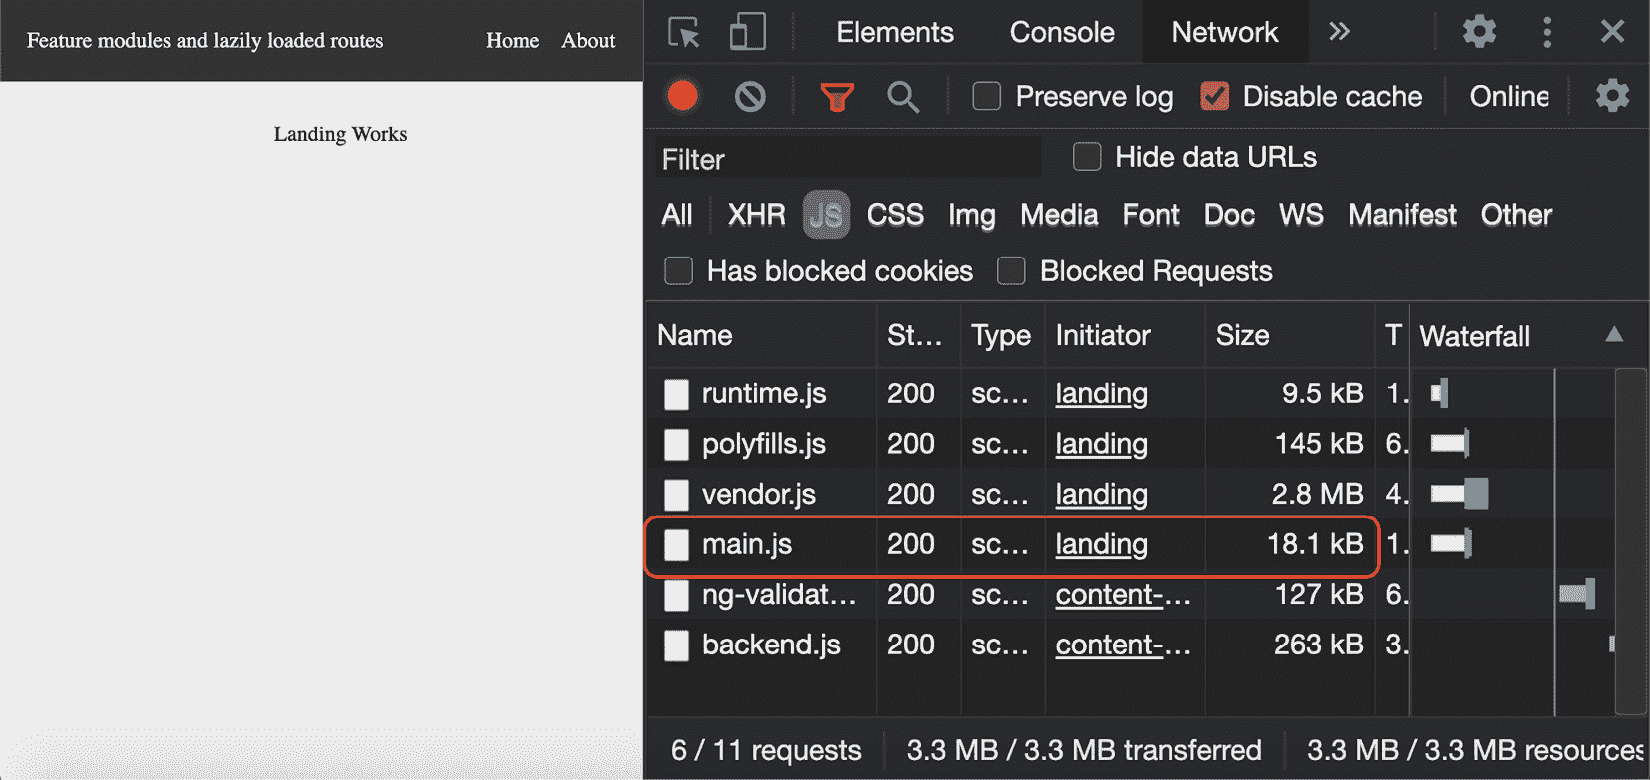 Feature modules and lazily loaded routes Home About
Landing Works
Elements Console Network
Preserve log Disable cache Online
Filter Hide data URLs
All XHR JS CSS Img Media Font Doc WS Manifest Other
Has blocked cookies Blocked Requests
Name St... Type Initiator Size T Waterfall
runtime.js 200 sc... landing 9.5 kB 1.
polyfills.js 200 sc... landing 145 kB 6.
vendor.js 200 sc... landing 2.8 MB 4.
main.js 200 sc... landing 18.1 kB 1.
ng-validat... 200 sc... content-... 127 kB 6.
backend.js 200 sc... content-... 263 kB 3.
6 / 11 requests 3.3 MB / 3.3 MB transferred 3.3 MB / 3.3 MB resources